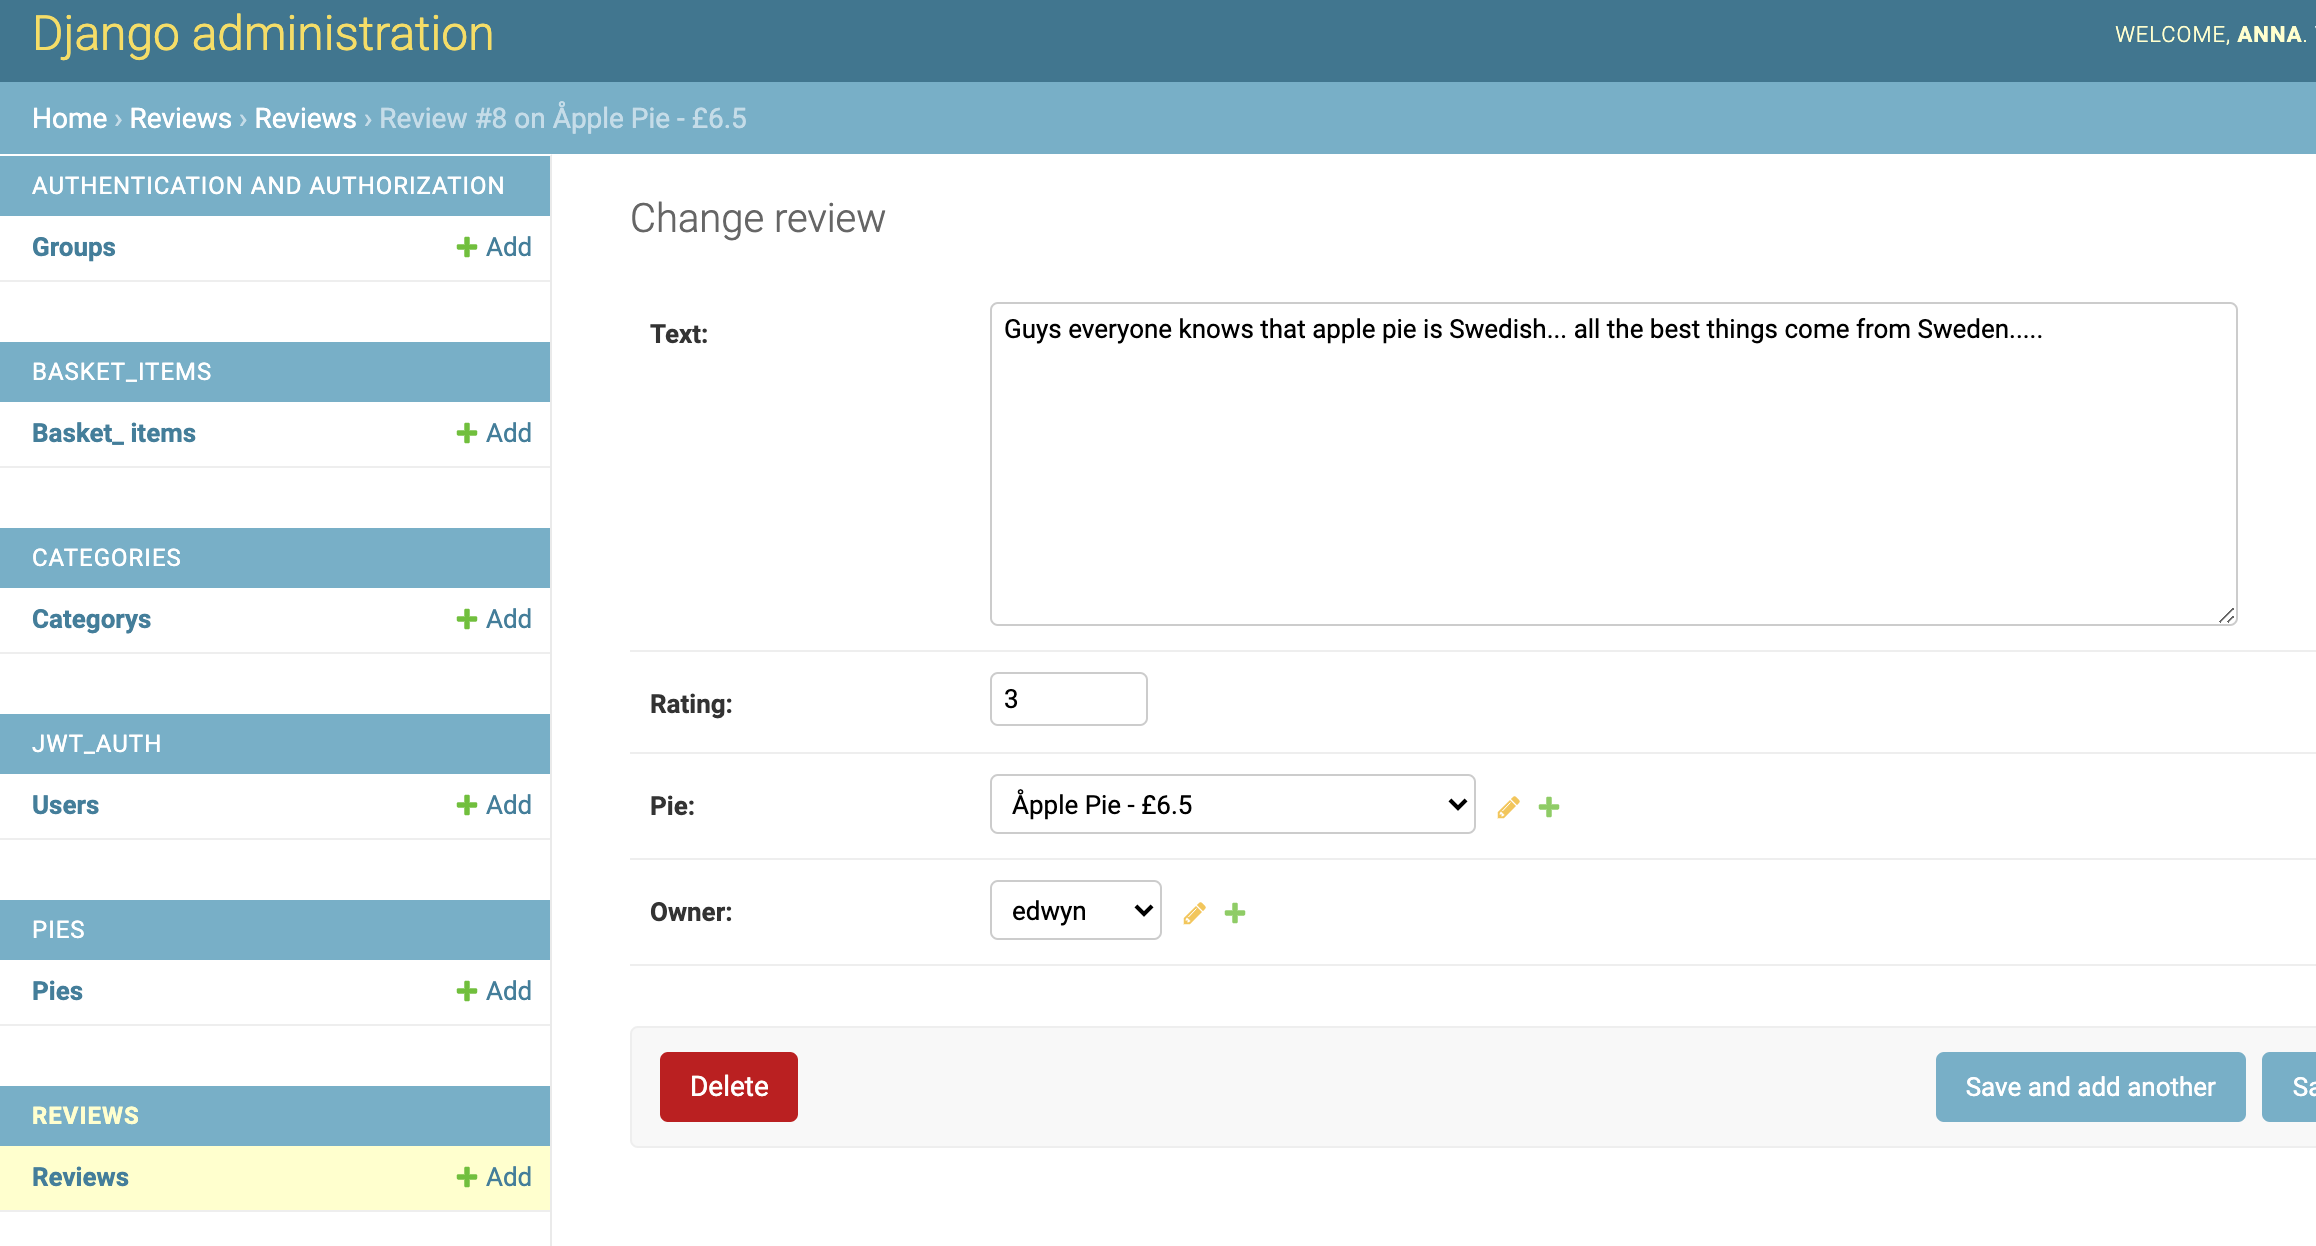 Django administration
WELCOME, ANNA.
Home › Reviews › Reviews › Review #8 on Åpple Pie - £6.5
AUTHENTICATION AND AUTHORIZATION
Groups + Add
BASKET_ITEMS
Basket_ items + Add
CATEGORIES
Categorys + Add
JWT_AUTH
Users + Add
PIES
Pies + Add
REVIEWS
Reviews + Add
Change review
Text: Guys everyone knows that apple pie is Swedish... all the best things come from Sweden.....
Rating: 3
Pie: Åpple Pie - £6.5
Owner: edwyn
Delete
Save and add another